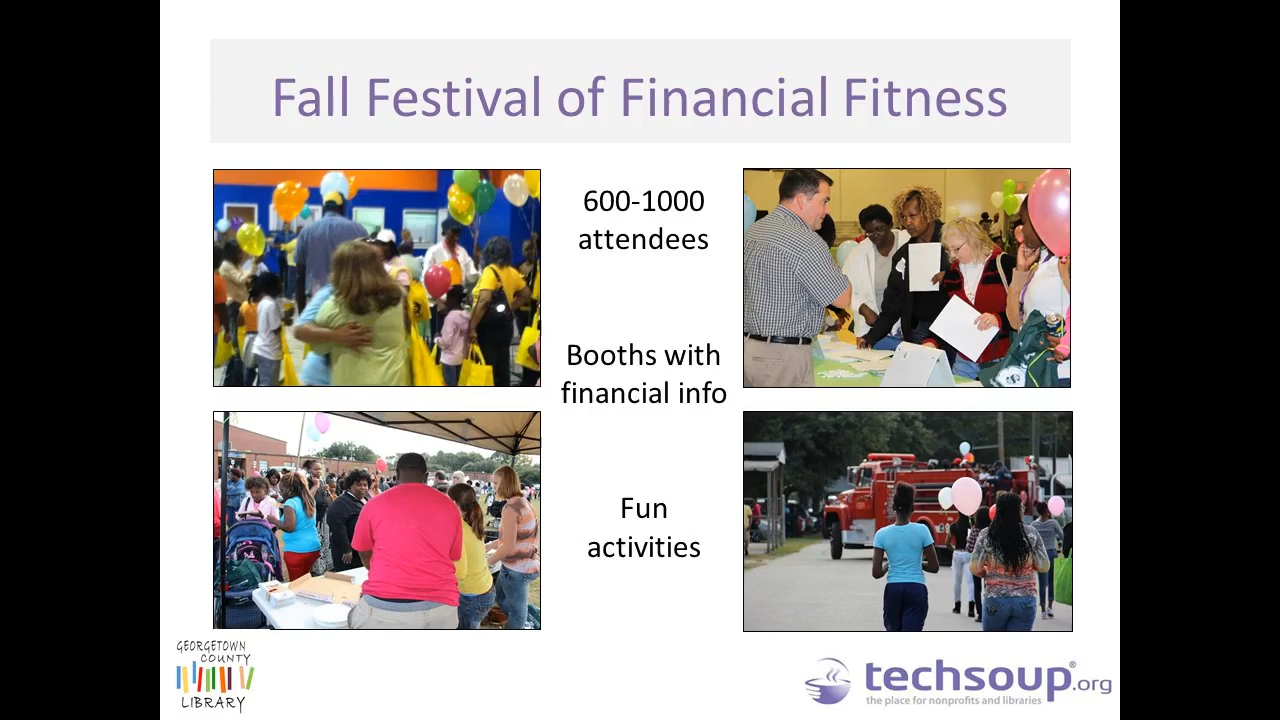 Fall Festival of Financial Fitness
600-1000
attendees
Booths with
financial info
Fun
activities
GEORGETOWN
COUNTY
LIBRARY
techsoup®.org
the place for nonprofits and libraries